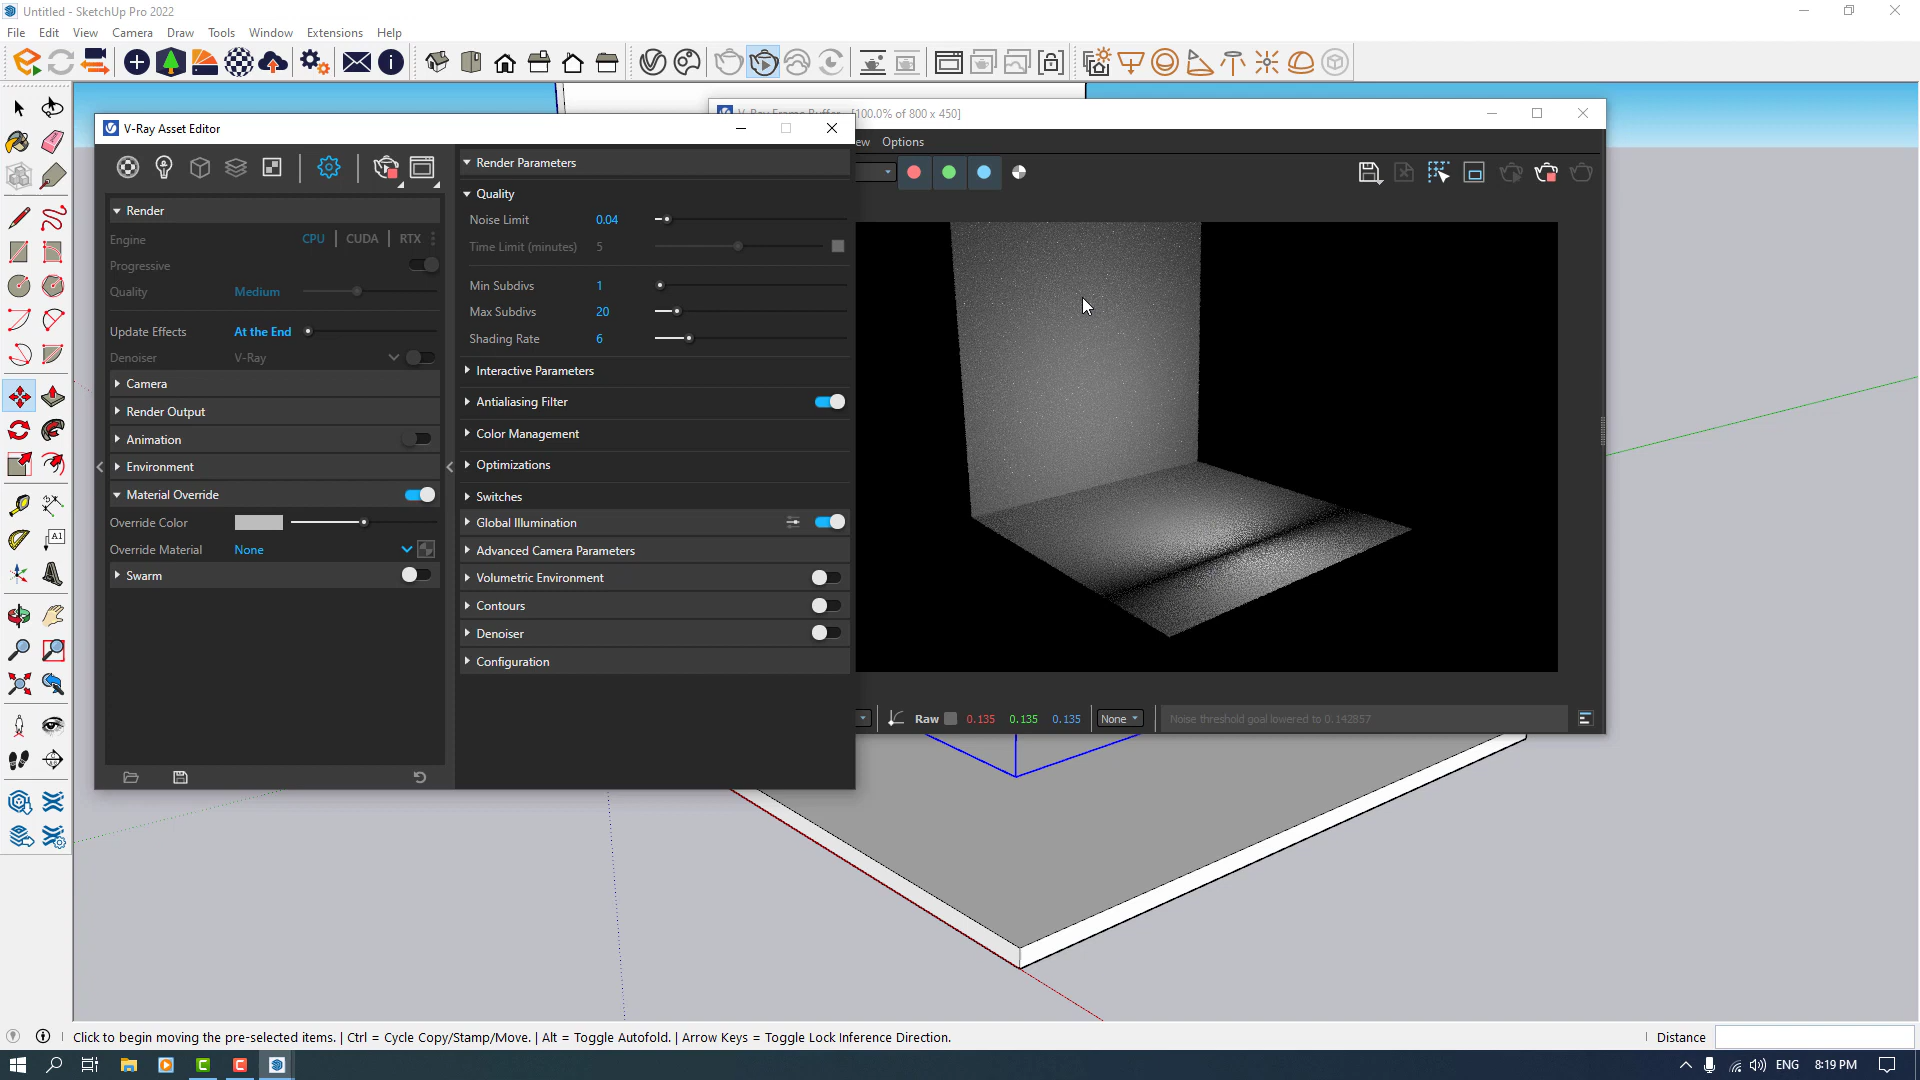 Untitled - SketchUp Pro 2022
File Edit View Camera Draw Tools Window Extensions Help
V-Ray Frame Buffer - [100.0% of 800 x 450]
V-Ray Asset Editor
Options
Render
Engine CPU CUDA RTX
Progressive
Quality Medium
Update Effects At the End
Denoiser V-Ray
Camera
Render Output
Animation
Environment
Material Override
Override Color
Override Material None
Swarm
Render Parameters
Quality
Noise Limit 0.04
Time Limit (minutes) 5
Min Subdivs 1
Max Subdivs 20
Shading Rate 6
Interactive Parameters
Antialiasing Filter
Color Management
Optimizations
Switches
Global Illumination
Advanced Camera Parameters
Volumetric Environment
Contours
Denoiser
Configuration
Raw 0.135 0.135 0.135 None Noise threshold goal lowered to 0.142857
A1
Click to begin moving the pre-selected items. | Ctrl = Cycle Copy/Stamp/Move. | Alt = Toggle Autofold. | Arrow Keys = Toggle Lock Inference Direction.
Distance
ENG 8:19 PM